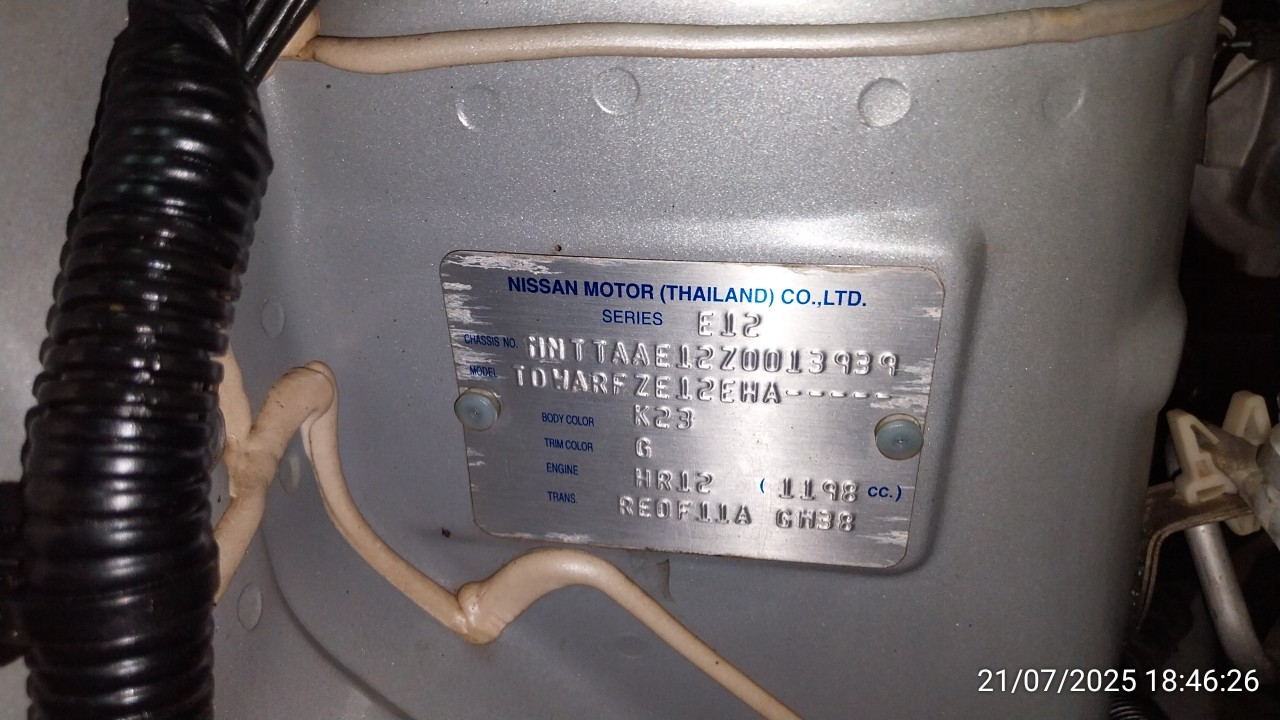 NISSAN MOTOR (THAILAND) CO.,LTD.
SERIES E12
CHASSIS NO. MNTTAAE12Z0013939
MODEL TDWARFZE12EHA-----
BODY COLOR K23
TRIM COLOR G
ENGINE HR12 (1198 CC.)
TRANS. RE0F11A GH38
21/07/2025 18:46:26